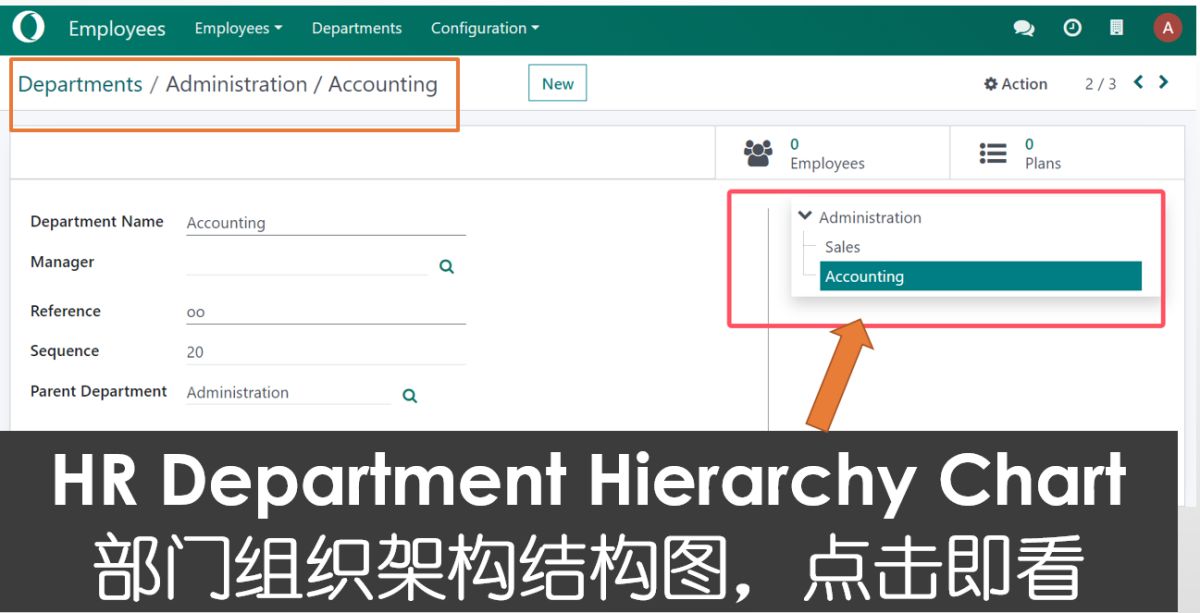 Employees Employees Departments Configuration A
Departments / Administration / Accounting New Action 2 / 3
0
Employees
0
Plans
Department Name Accounting
Manager
Reference oo
Sequence 20
Parent Department Administration
Administration
Sales
Accounting
HR Department Hierarchy Chart
部门组织架构结构图，点击即看